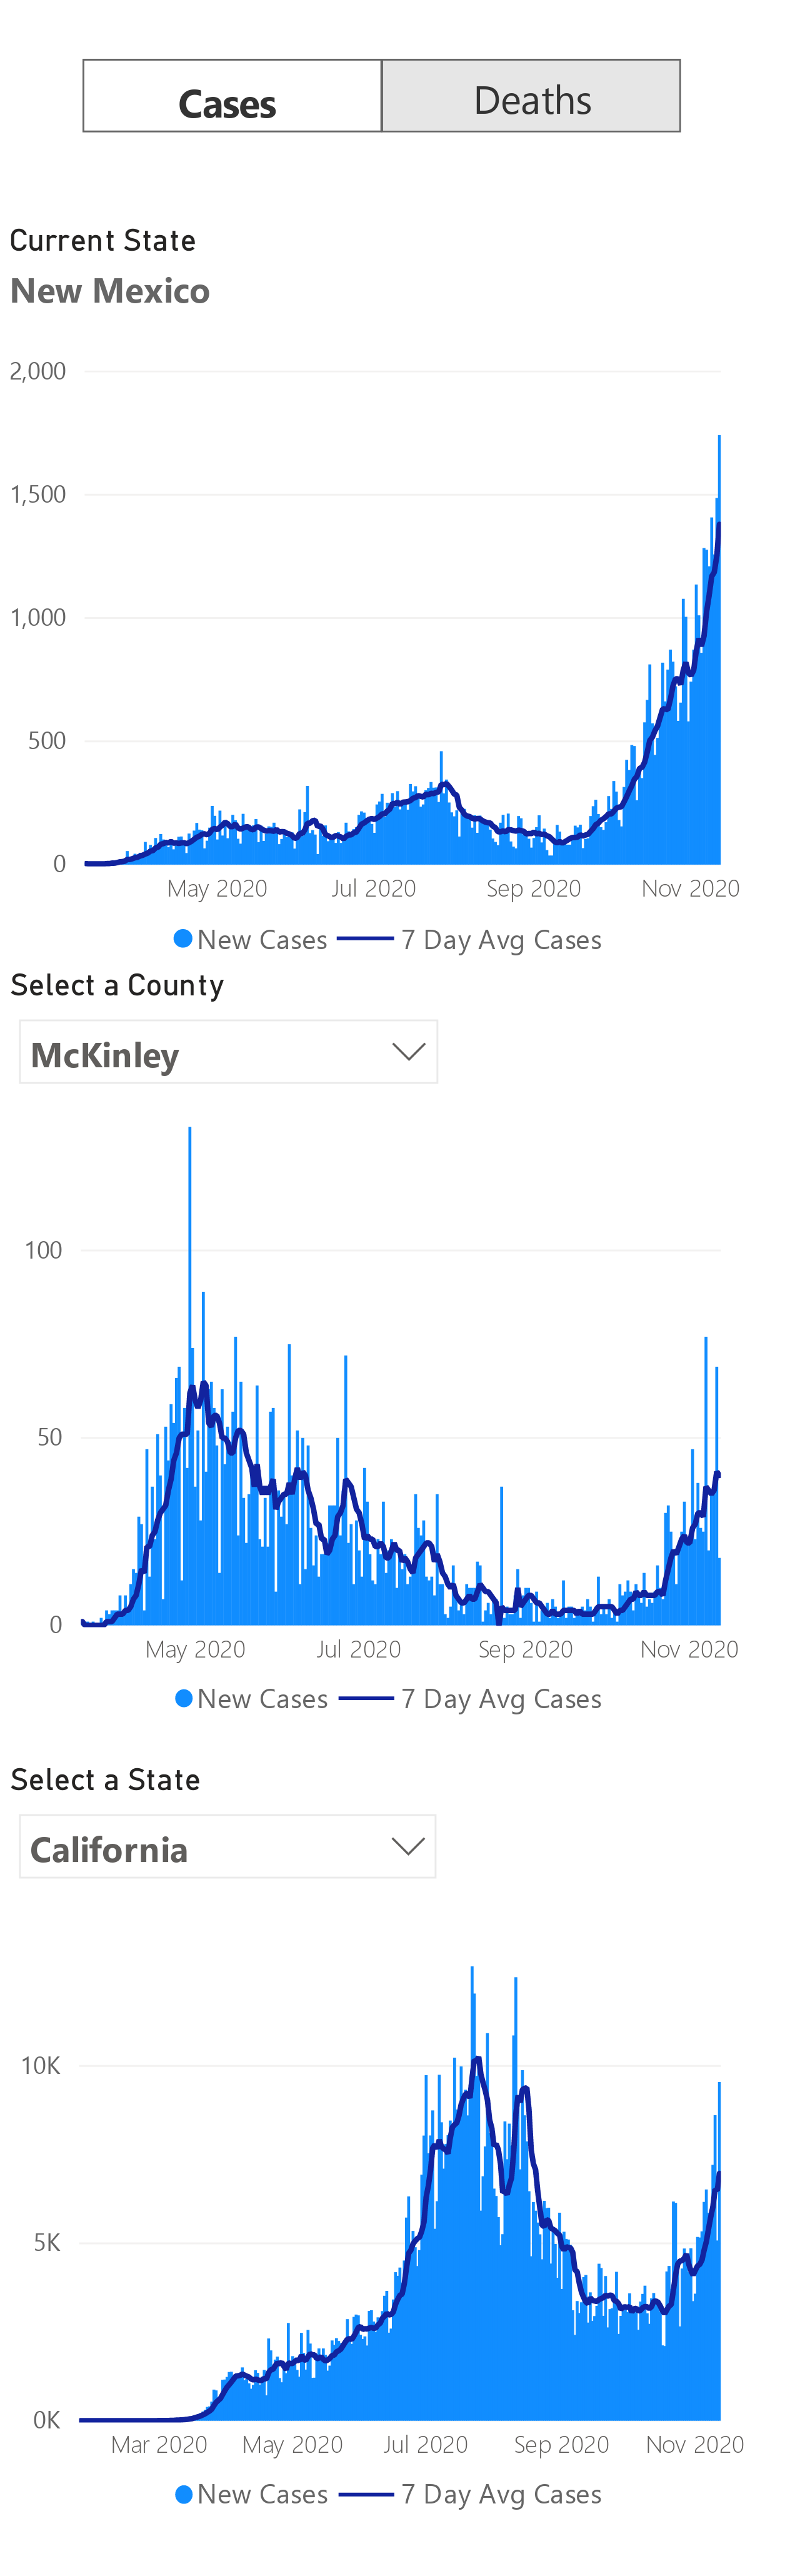 Cases Deaths
Current State
New Mexico
2,000
1,500
1,000
500
0
May 2020 Jul 2020 Sep 2020 Nov 2020
New Cases 7 Day Avg Cases
Select a County
McKinley
100
50
0
May 2020 Jul 2020 Sep 2020 Nov 2020
New Cases 7 Day Avg Cases
Select a State
California
10K
5K
0K
Mar 2020 May 2020 Jul 2020 Sep 2020 Nov 2020
New Cases 7 Day Avg Cases